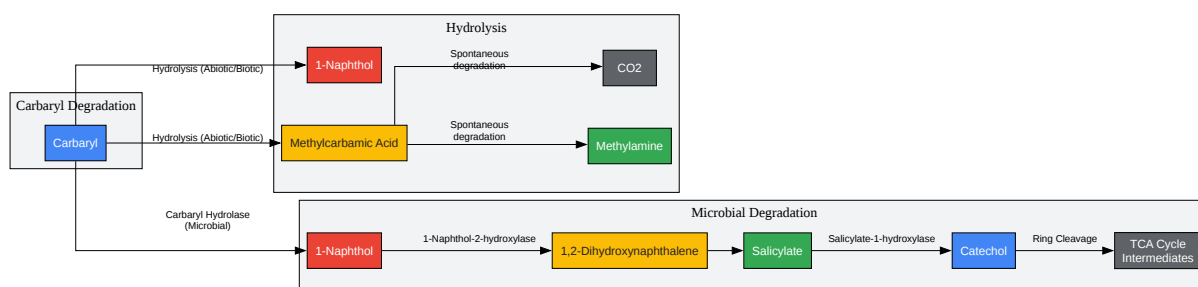 Hydrolysis
Spontaneous
degradation
1-Naphthol
CO2
Hydrolysis (Abiotic/Biotic)
Carbaryl Degradation
Carbaryl
Hydrolysis (Abiotic/Biotic)
Methylcarbamic Acid
Spontaneous
degradation
Methylamine
Carbaryl Hydrolase
(Microbial)
Microbial Degradation
1-Naphthol
1-Naphthol-2-hydroxylase
1,2-Dihydroxynaphthalene
Salicylate
Salicylate-1-hydroxylase
Catechol
Ring Cleavage
TCA Cycle
Intermediates